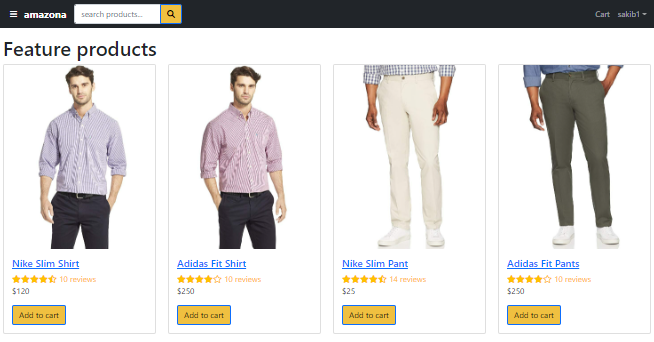 amazona
search products...
Cart
sakib1
Feature products
Nike Slim Shirt
10 reviews
$120
Add to cart
Adidas Fit Shirt
10 reviews
$250
Add to cart
Nike Slim Pant
14 reviews
$25
Add to cart
Adidas Fit Pants
10 reviews
$250
Add to cart